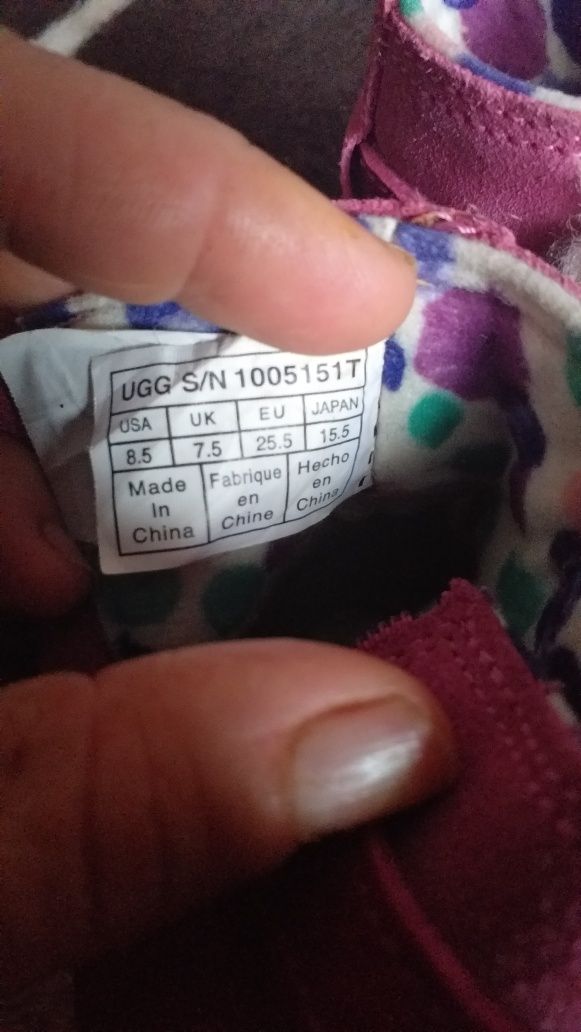 UGG S/N 1005151T
USA UK EU JAPAN
8.5 7.5 25.5 15.5
Made Fabrique Hecho
In en en
China Chine China